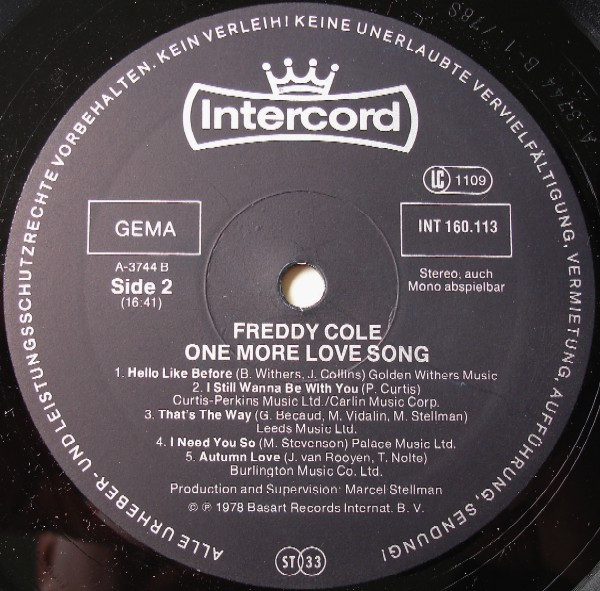 ALLE URHEBER- UND LEISTUNGSSCHUTZRECHTE VORBEHALTEN. KEIN VERLEIH! KEINE UNERLAUBTE VERVIELFÄLTIGUNG, VERMIETUNG, AUFFÜHRUNG, SENDUNG!
Intercord
LC 1109
GEMA
INT 160.113
A-3744 B
Side 2
(16:41)
Stereo, auch
Mono abspielbar
FREDDY COLE
ONE MORE LOVE SONG
1. Hello Like Before (B. Withers, J. Collins) Golden Withers Music
2. I Still Wanna Be With You (P. Curtis)
Curtis-Perkins Music Ltd./Carlin Music Corp.
3. That's The Way (G. Becaud, M. Vidalin, M. Stellman)
Leeds Music Ltd.
4. I Need You So (M. Stevenson) Palace Music Ltd.
5. Autumn Love (J. van Rooyen, T. Nolte)
Burlington Music Co. Ltd.
Production and Supervision: Marcel Stellman
© ℗ 1978 Basart Records Internat. B. V.
ST 33